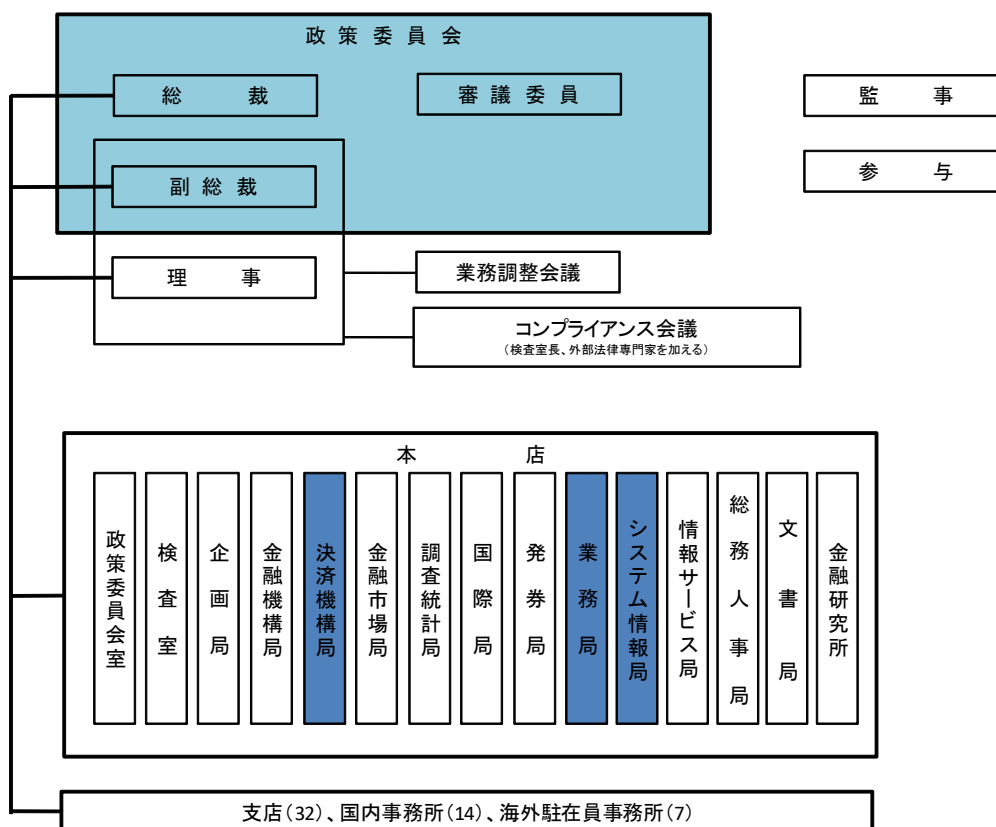 政策委員会
総裁
審議委員
監事
副総裁
参与
理事
業務調整会議
コンプライアンス会議
（検査室長、外部法律専門家を加える）
本店
政策委員会室
検査室
企画局
金融機構局
決済機構局
金融市場局
調査統計局
国際局
発券局
業務局
システム情報局
情報サービス局
総務人事局
文書局
金融研究所
支店（32）、国内事務所（14）、海外駐在員事務所（7）